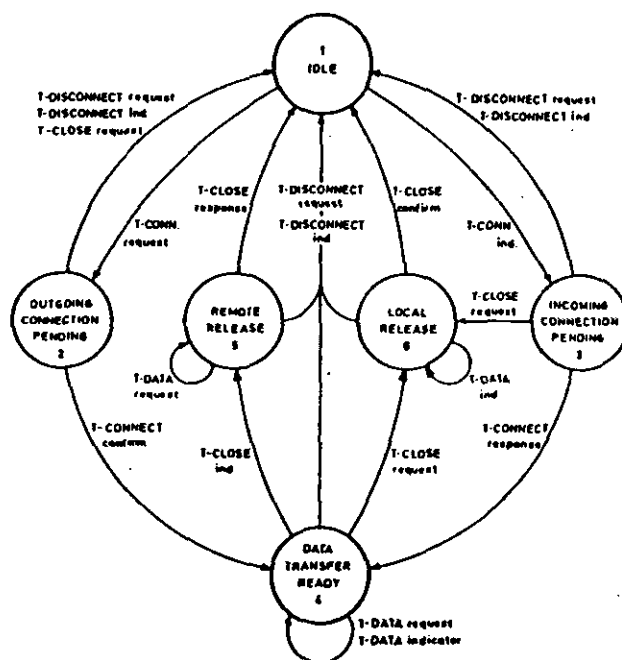 1
IDLE
T-DISCONNECT request
T-DISCONNECT ind
T-CLOSE request
T-DISCONNECT request
T-DISCONNECT ind
T-CONN.
request
T-CLOSE
response
T-DISCONNECT
request
T-DISCONNECT
ind
T-CLOSE
confirm
T-CONN
ind.
OUTGOING
CONNECTION
PENDING
2
REMOTE
RELEASE
5
LOCAL
RELEASE
6
T-CLOSE
request
INCOMING
CONNECTION
PENDING
3
T-DATA
request
T-DATA
ind
T-CONNECT
confirm
T-CLOSE
ind
T-CLOSE
request
T-CONNECT
response
DATA
TRANSFER
READY
4
T-DATA request
T-DATA indicator